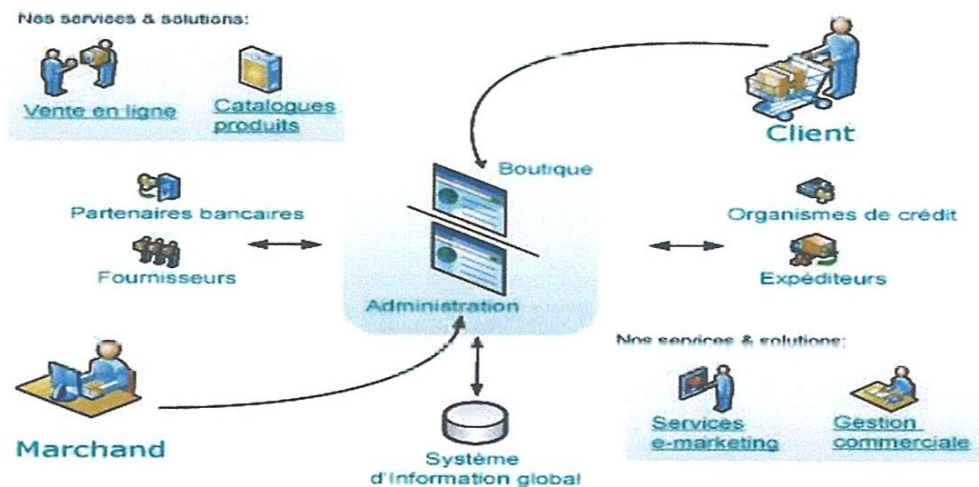 Nos services & solutions:
Vente en ligne
Catalogues
produits
Client
Boutique
Partenaires bancaires
Organismes de crédit
Fournisseurs
Expéditeurs
Administration
Marchand
Système
d'Information global
Nos services & solutions:
Services
e-marketing
Gestion
commerciale